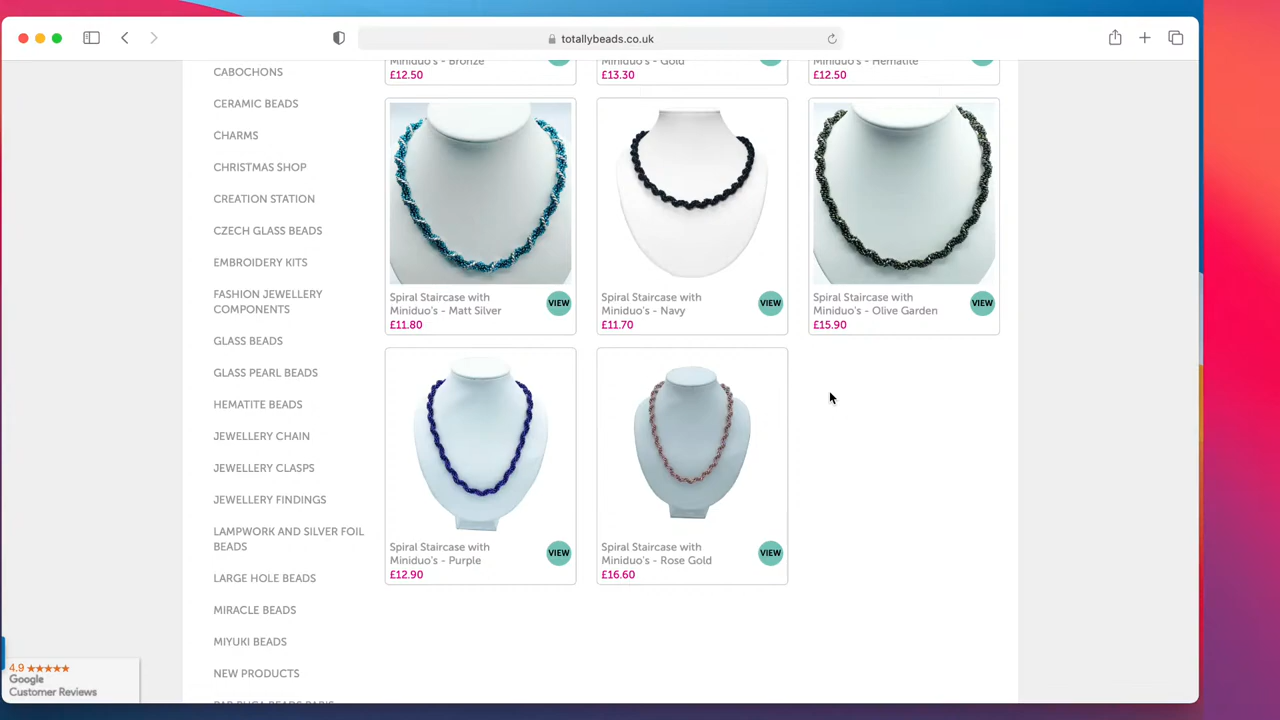 totallybeads.co.uk
CABOCHONS
CERAMIC BEADS
CHARMS
CHRISTMAS SHOP
CREATION STATION
CZECH GLASS BEADS
EMBROIDERY KITS
FASHION JEWELLERY
COMPONENTS
GLASS BEADS
GLASS PEARL BEADS
HEMATITE BEADS
JEWELLERY CHAIN
JEWELLERY CLASPS
JEWELLERY FINDINGS
LAMPWORK AND SILVER FOIL
BEADS
LARGE HOLE BEADS
MIRACLE BEADS
MIYUKI BEADS
NEW PRODUCTS
PAR PUCA BEADS PARIS
Miniduo's - Bronze
£12.50
Miniduo's - Gold
£13.30
Miniduo's - Hematite
£12.50
Spiral Staircase with
Miniduo's - Matt Silver
£11.80
VIEW
Spiral Staircase with
Miniduo's - Navy
£11.70
VIEW
Spiral Staircase with
Miniduo's - Olive Garden
£15.90
VIEW
Spiral Staircase with
Miniduo's - Purple
£12.90
VIEW
Spiral Staircase with
Miniduo's - Rose Gold
£16.60
VIEW
4.9 ★★★★★
Google
Customer Reviews